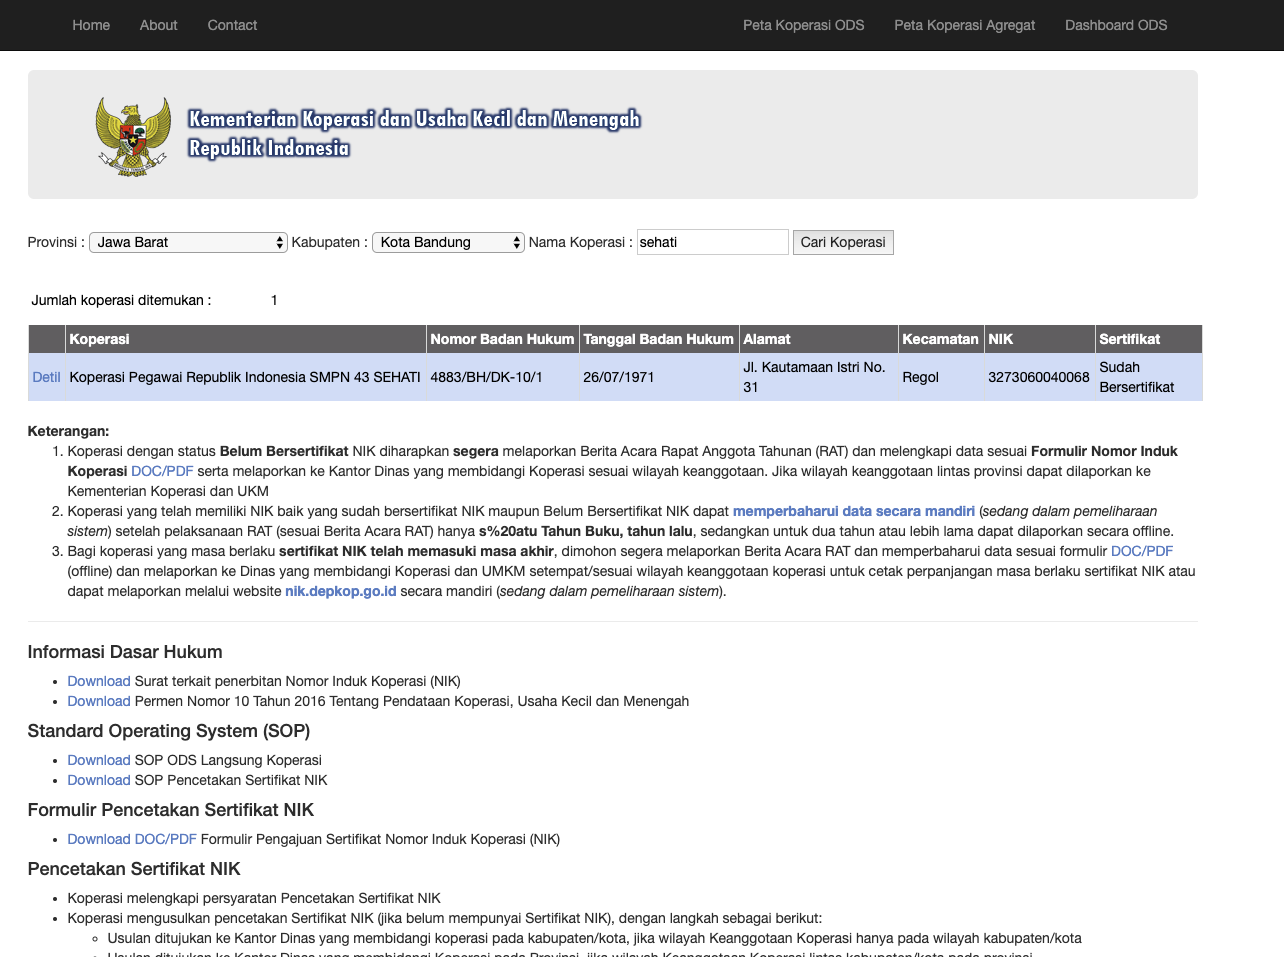 Home About Contact Peta Koperasi ODS Peta Koperasi Agregat Dashboard ODS
Kementerian Koperasi dan Usaha Kecil dan Menengah
Republik Indonesia
Provinsi : Jawa Barat Kabupaten : Kota Bandung Nama Koperasi : sehati Cari Koperasi
Jumlah koperasi ditemukan : 1
Koperasi Nomor Badan Hukum Tanggal Badan Hukum Alamat Kecamatan NIK Sertifikat
Detil Koperasi Pegawai Republik Indonesia SMPN 43 SEHATI 4883/BH/DK-10/1 26/07/1971 Jl. Kautamaan Istri No. 31 Regol 3273060040068 Sudah Bersertifikat
Keterangan:
1. Koperasi dengan status Belum Bersertifikat NIK diharapkan segera melaporkan Berita Acara Rapat Anggota Tahunan (RAT) dan melengkapi data sesuai Formulir Nomor Induk
Koperasi DOC/PDF serta melaporkan ke Kantor Dinas yang membidangi Koperasi sesuai wilayah keanggotaan. Jika wilayah keanggotaan lintas provinsi dapat dilaporkan ke
Kementerian Koperasi dan UKM
2. Koperasi yang telah memiliki NIK baik yang sudah bersertifikat NIK maupun Belum Bersertifikat NIK dapat memperbaharui data secara mandiri (sedang dalam pemeliharaan
sistem) setelah pelaksanaan RAT (sesuai Berita Acara RAT) hanya s%20atu Tahun Buku, tahun lalu, sedangkan untuk dua tahun atau lebih lama dapat dilaporkan secara offline.
3. Bagi koperasi yang masa berlaku sertifikat NIK telah memasuki masa akhir, dimohon segera melaporkan Berita Acara RAT dan memperbaharui data sesuai formulir DOC/PDF
(offline) dan melaporkan ke Dinas yang membidangi Koperasi dan UMKM setempat/sesuai wilayah keanggotaan koperasi untuk cetak perpanjangan masa berlaku sertifikat NIK atau
dapat melaporkan melalui website nik.depkop.go.id secara mandiri (sedang dalam pemeliharaan sistem).
Informasi Dasar Hukum
• Download Surat terkait penerbitan Nomor Induk Koperasi (NIK)
• Download Permen Nomor 10 Tahun 2016 Tentang Pendataan Koperasi, Usaha Kecil dan Menengah
Standard Operating System (SOP)
• Download SOP ODS Langsung Koperasi
• Download SOP Pencetakan Sertifikat NIK
Formulir Pencetakan Sertifikat NIK
• Download DOC/PDF Formulir Pengajuan Sertifikat Nomor Induk Koperasi (NIK)
Pencetakan Sertifikat NIK
• Koperasi melengkapi persyaratan Pencetakan Sertifikat NIK
• Koperasi mengusulkan pencetakan Sertifikat NIK (jika belum mempunyai Sertifikat NIK), dengan langkah sebagai berikut:
◦ Usulan ditujukan ke Kantor Dinas yang membidangi koperasi pada kabupaten/kota, jika wilayah Keanggotaan Koperasi hanya pada wilayah kabupaten/kota